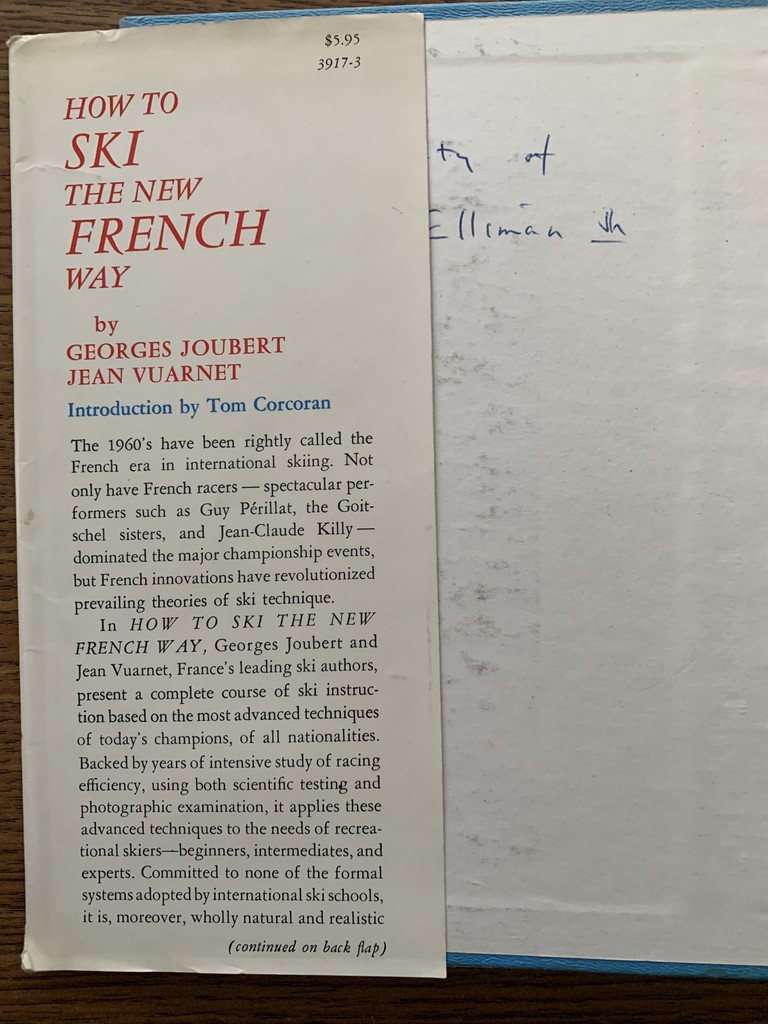 $5.95
3917-3
HOW TO
SKI
THE NEW
FRENCH
WAY
by
GEORGES JOUBERT
JEAN VUARNET
Introduction by Tom Corcoran
The 1960's have been rightly called the
French era in international skiing. Not
only have French racers — spectacular per-
formers such as Guy Périllat, the Goit-
schel sisters, and Jean-Claude Killy —
dominated the major championship events,
but French innovations have revolutionized
prevailing theories of ski technique.
In HOW TO SKI THE NEW
FRENCH WAY, Georges Joubert and
Jean Vuarnet, France's leading ski authors,
present a complete course of ski instruc-
tion based on the most advanced techniques
of today's champions, of all nationalities.
Backed by years of intensive study of racing
efficiency, using both scientific testing and
photographic examination, it applies these
advanced techniques to the needs of recrea-
tional skiers—beginners, intermediates, and
experts. Committed to none of the formal
systems adopted by international ski schools,
it is, moreover, wholly natural and realistic
(continued on back flap)
ty of
Elliman Jr